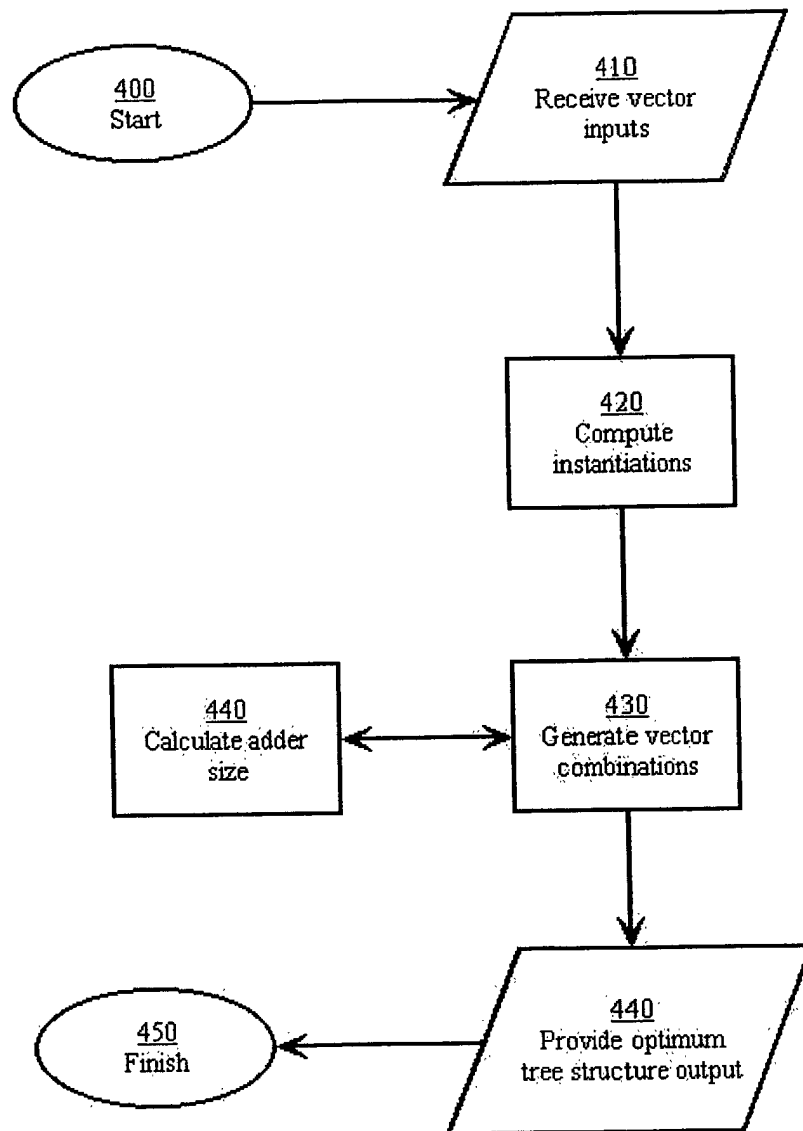 400
Start
410
Receive vector
inputs
420
Compute
instantiations
440
Calculate adder
size
430
Generate vector
combinations
440
Provide optimum
tree structure output
450
Finish